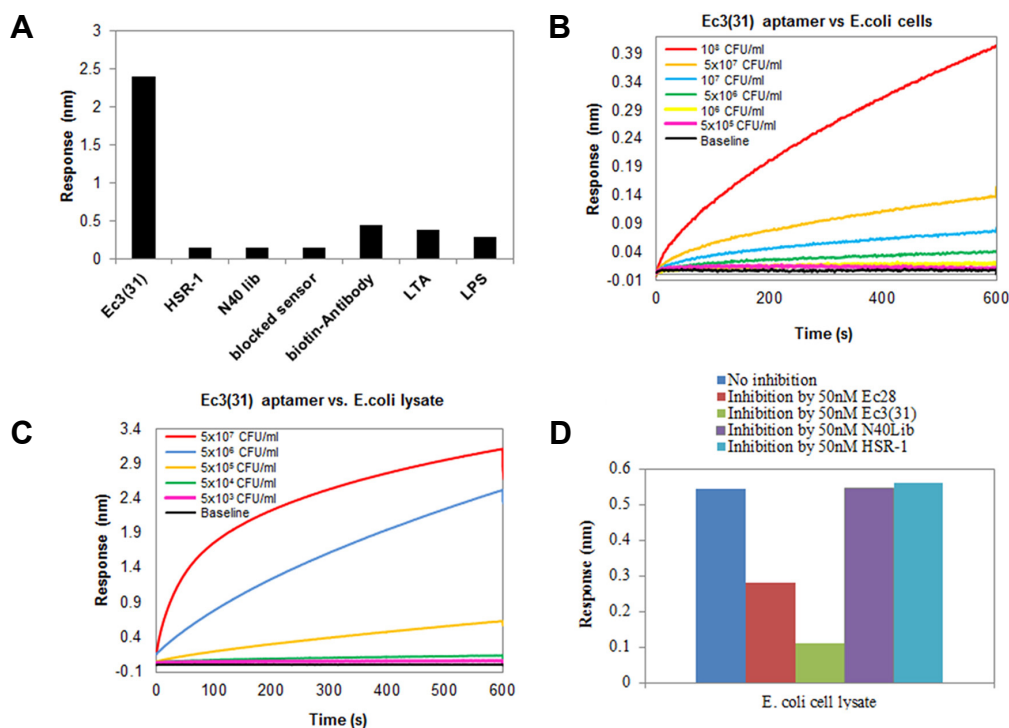 A
Response (nm)
3
2.5
2
1.5
1
0.5
0
Ec3(31)
HSR-1
N40 lib
blocked sensor
biotin-Antibody
LTA
LPS
B
Ec3(31) aptamer vs E.coli cells
Response (nm)
0.39
0.34
0.29
0.24
0.19
0.14
0.09
0.04
-0.01
10⁸ CFU/ml
5x10⁷ CFU/ml
10⁷ CFU/ml
5x10⁶ CFU/ml
10⁶ CFU/ml
5x10⁵ CFU/ml
Baseline
0 200 400 600
Time (s)
C
Ec3(31) aptamer vs. E.coli lysate
Response (nm)
3.4
2.9
2.4
1.9
1.4
0.9
0.4
-0.1
5x10⁷ CFU/ml
5x10⁶ CFU/ml
5x10⁵ CFU/ml
5x10⁴ CFU/ml
5x10³ CFU/ml
Baseline
0 100 200 300 400 500 600
Time (s)
D
No inhibition
Inhibition by 50nM Ec28
Inhibition by 50nM Ec3(31)
Inhibition by 50nM N40Lib
Inhibition by 50nM HSR-1
Response (nm)
0.6
0.5
0.4
0.3
0.2
0.1
0
E. coli cell lysate